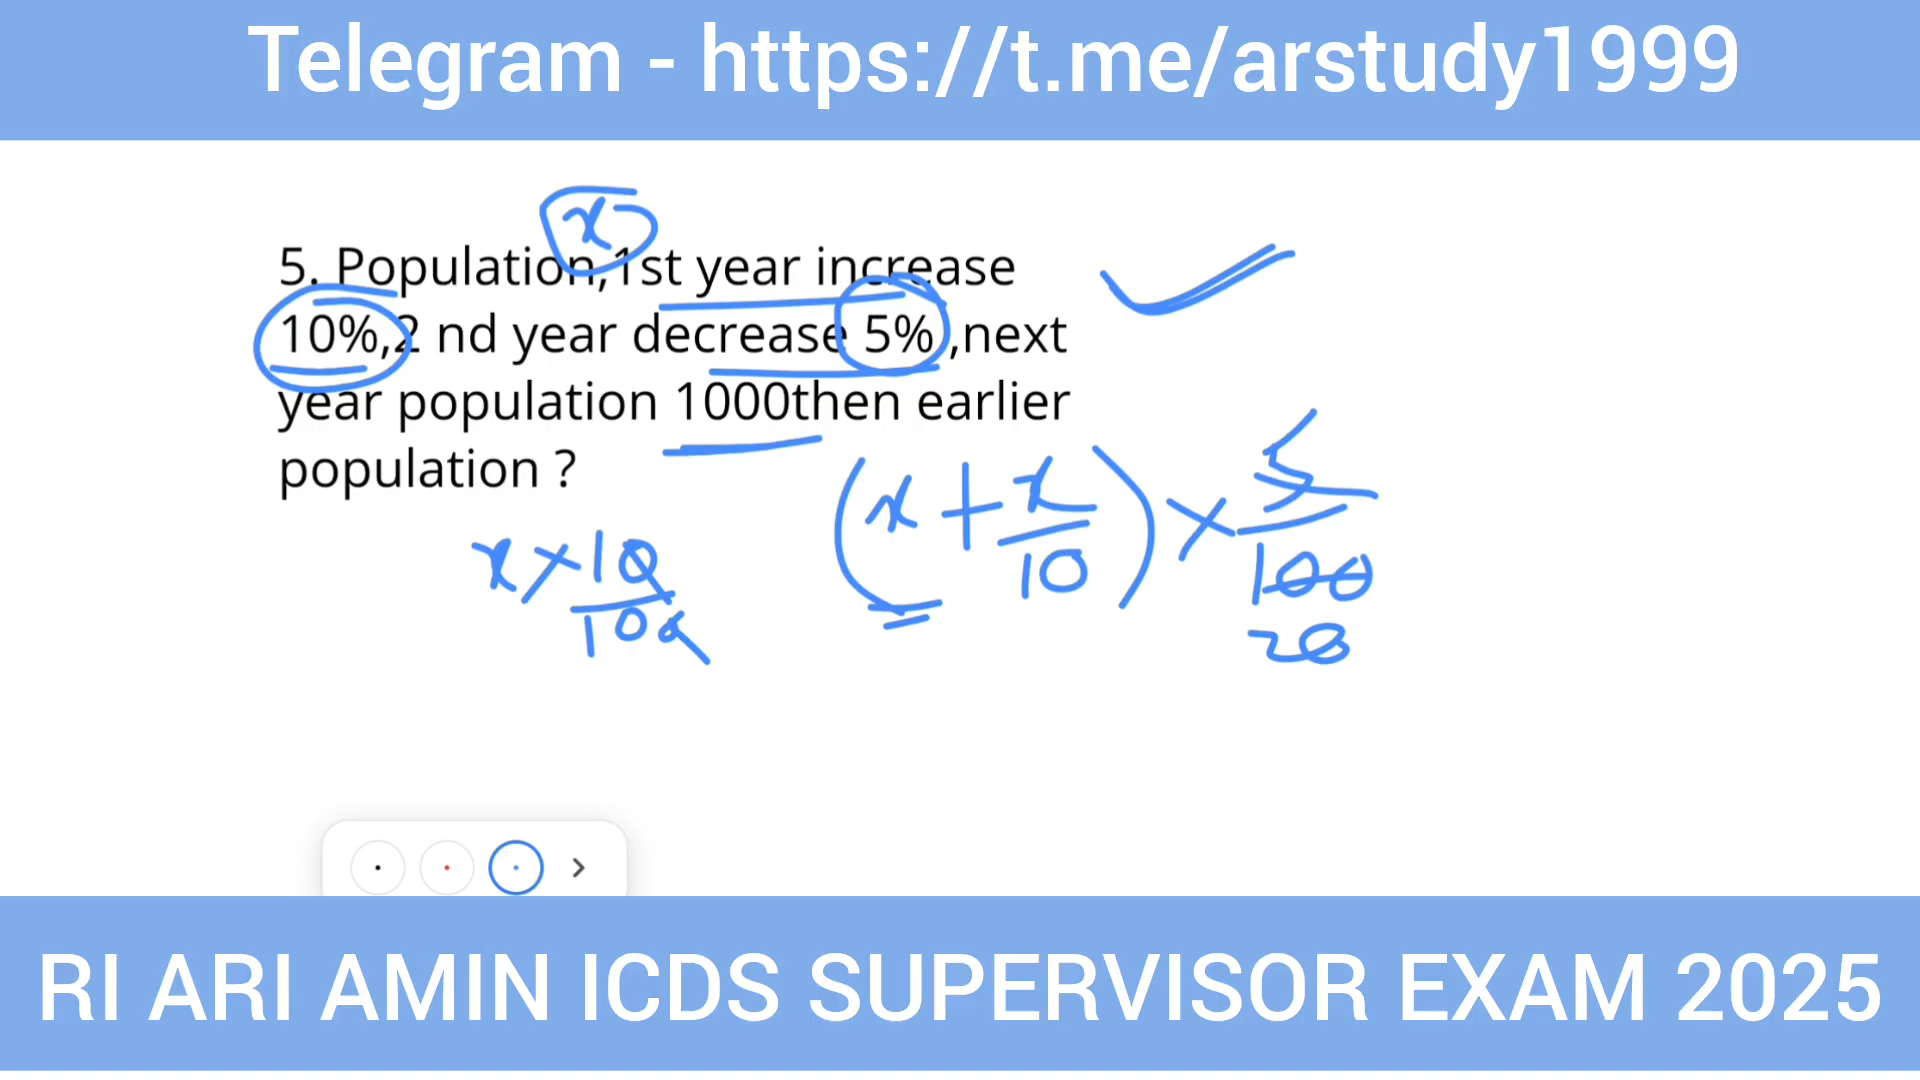 Telegram - https://t.me/arstudy1999
x
5. Population,1st year increase
10%,2 nd year decrease 5% ,next
year population 1000then earlier
population ?
x × 10/100
(x + x/10) × 5/100
20
RI ARI AMIN ICDS SUPERVISOR EXAM 2025